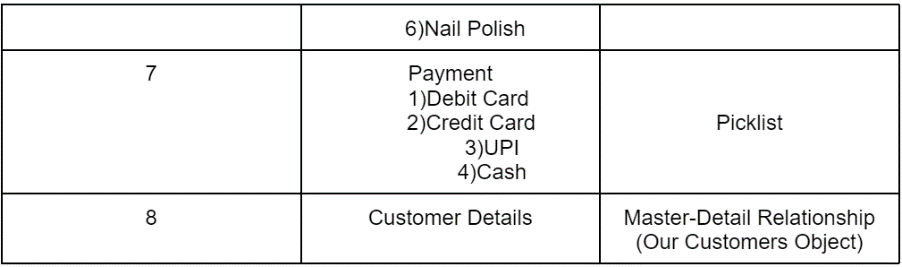 6)Nail Polish
7
Payment
1)Debit Card
2)Credit Card
3)UPI
4)Cash
Picklist
8
Customer Details
Master-Detail Relationship
(Our Customers Object)